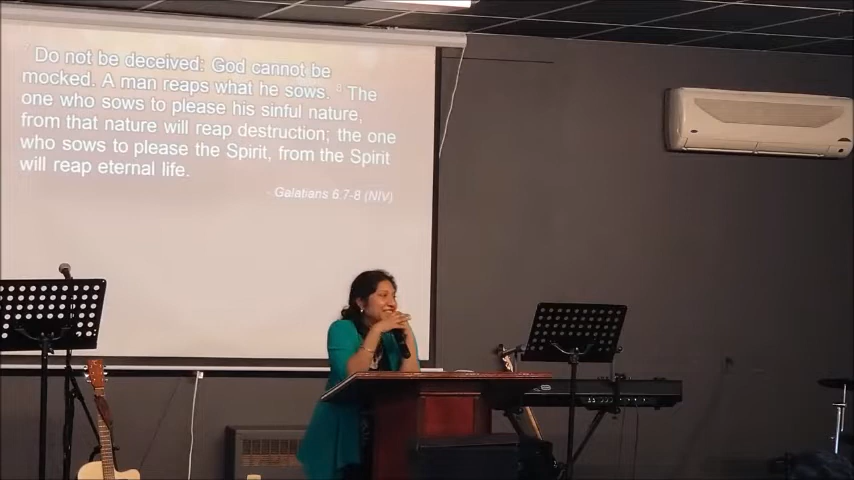 7 Do not be deceived: God cannot be
mocked. A man reaps what he sows. 8 The
one who sows to please his sinful nature,
from that nature will reap destruction; the one
who sows to please the Spirit, from the Spirit
will reap eternal life.
- Galatians 6:7-8 (NIV)